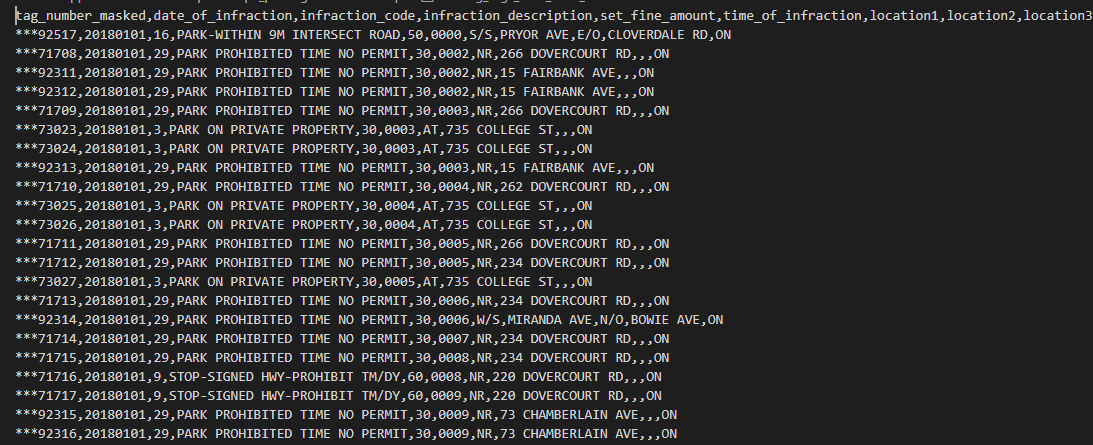 tag_number_masked,date_of_infraction,infraction_code,infraction_description,set_fine_amount,time_of_infraction,location1,location2,location3
***92517,20180101,16,PARK-WITHIN 9M INTERSECT ROAD,50,0000,S/S,PRYOR AVE,E/O,CLOVERDALE RD,ON
***71708,20180101,29,PARK PROHIBITED TIME NO PERMIT,30,0002,NR,266 DOVERCOURT RD,,,ON
***92311,20180101,29,PARK PROHIBITED TIME NO PERMIT,30,0002,NR,15 FAIRBANK AVE,,,ON
***92312,20180101,29,PARK PROHIBITED TIME NO PERMIT,30,0002,NR,15 FAIRBANK AVE,,,ON
***71709,20180101,29,PARK PROHIBITED TIME NO PERMIT,30,0003,NR,266 DOVERCOURT RD,,,ON
***73023,20180101,3,PARK ON PRIVATE PROPERTY,30,0003,AT,735 COLLEGE ST,,,ON
***73024,20180101,3,PARK ON PRIVATE PROPERTY,30,0003,AT,735 COLLEGE ST,,,ON
***92313,20180101,29,PARK PROHIBITED TIME NO PERMIT,30,0003,NR,15 FAIRBANK AVE,,,ON
***71710,20180101,29,PARK PROHIBITED TIME NO PERMIT,30,0004,NR,262 DOVERCOURT RD,,,ON
***73025,20180101,3,PARK ON PRIVATE PROPERTY,30,0004,AT,735 COLLEGE ST,,,ON
***73026,20180101,3,PARK ON PRIVATE PROPERTY,30,0004,AT,735 COLLEGE ST,,,ON
***71711,20180101,29,PARK PROHIBITED TIME NO PERMIT,30,0005,NR,266 DOVERCOURT RD,,,ON
***71712,20180101,29,PARK PROHIBITED TIME NO PERMIT,30,0005,NR,234 DOVERCOURT RD,,,ON
***73027,20180101,3,PARK ON PRIVATE PROPERTY,30,0005,AT,735 COLLEGE ST,,,ON
***71713,20180101,29,PARK PROHIBITED TIME NO PERMIT,30,0006,NR,234 DOVERCOURT RD,,,ON
***92314,20180101,29,PARK PROHIBITED TIME NO PERMIT,30,0006,W/S,MIRANDA AVE,N/O,BOWIE AVE,ON
***71714,20180101,29,PARK PROHIBITED TIME NO PERMIT,30,0007,NR,234 DOVERCOURT RD,,,ON
***71715,20180101,29,PARK PROHIBITED TIME NO PERMIT,30,0008,NR,234 DOVERCOURT RD,,,ON
***71716,20180101,9,STOP-SIGNED HWY-PROHIBIT TM/DY,60,0008,NR,220 DOVERCOURT RD,,,ON
***71717,20180101,9,STOP-SIGNED HWY-PROHIBIT TM/DY,60,0009,NR,220 DOVERCOURT RD,,,ON
***92315,20180101,29,PARK PROHIBITED TIME NO PERMIT,30,0009,NR,73 CHAMBERLAIN AVE,,,ON
***92316,20180101,29,PARK PROHIBITED TIME NO PERMIT,30,0009,NR,73 CHAMBERLAIN AVE,,,ON